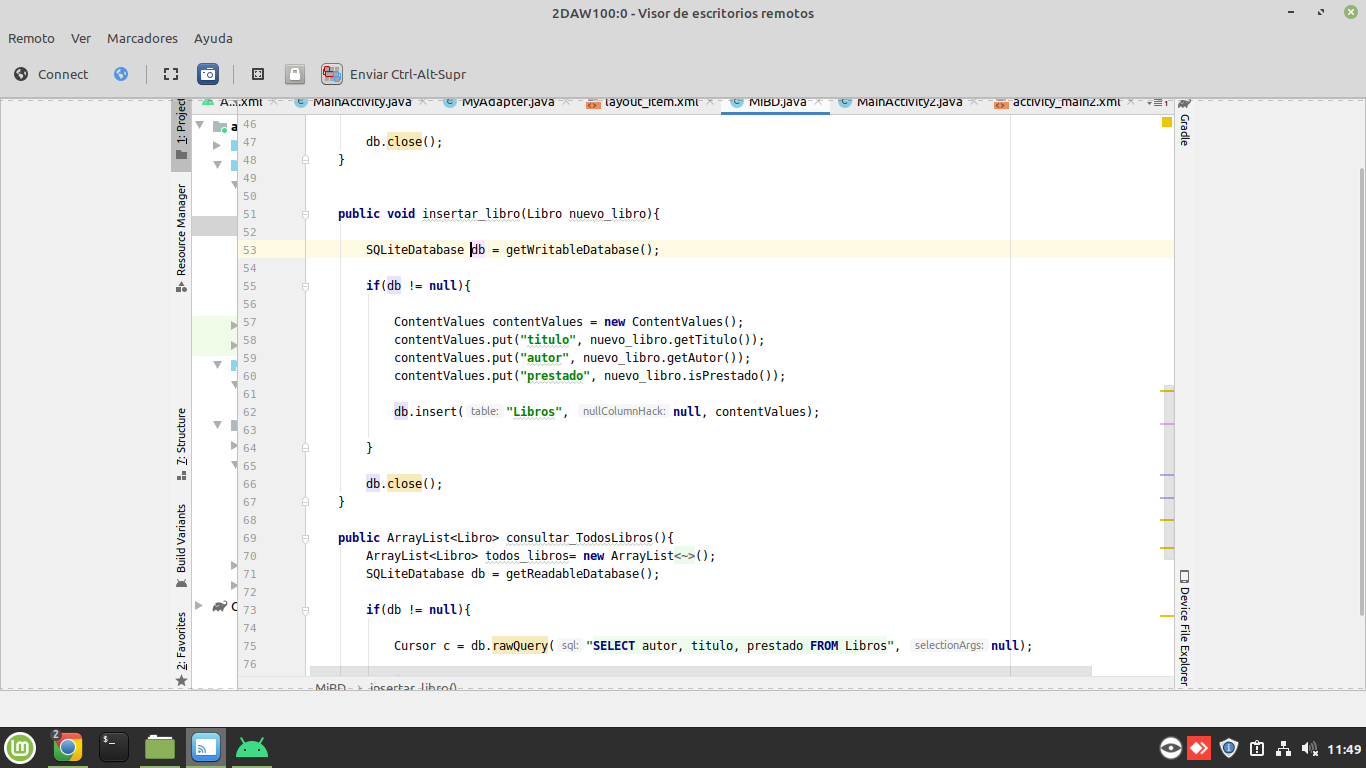 2DAW100:0 - Visor de escritorios remotos
Remoto Ver Marcadores Ayuda
Connect Enviar Ctrl-Alt-Supr
A...xml MainActivity.java MyAdapter.java layout_item.xml MiBD.java MainActivity2.java activity_main2.xml
1: Project
Resource Manager
7: Structure
Build Variants
2: Favorites
46
47 db.close();
48 }
49
50
51 public void insertar_libro(Libro nuevo_libro){
52
53 SQLiteDatabase db = getWritableDatabase();
54
55 if(db != null){
56
57 ContentValues contentValues = new ContentValues();
58 contentValues.put("titulo", nuevo_libro.getTitulo());
59 contentValues.put("autor", nuevo_libro.getAutor());
60 contentValues.put("prestado", nuevo_libro.isPrestado());
61
62 db.insert( table: "Libros", nullColumnHack: null, contentValues);
63
64 }
65
66 db.close();
67 }
68
69 public ArrayList<Libro> consultar_TodosLibros(){
70 ArrayList<Libro> todos_libros= new ArrayList<~>();
71 SQLiteDatabase db = getReadableDatabase();
72
73 if(db != null){
74
75 Cursor c = db.rawQuery( sql: "SELECT autor, titulo, prestado FROM Libros", selectionArgs: null);
76
MiBD > insertar_libro()
Gradle
Device File Explorer
2
11:49